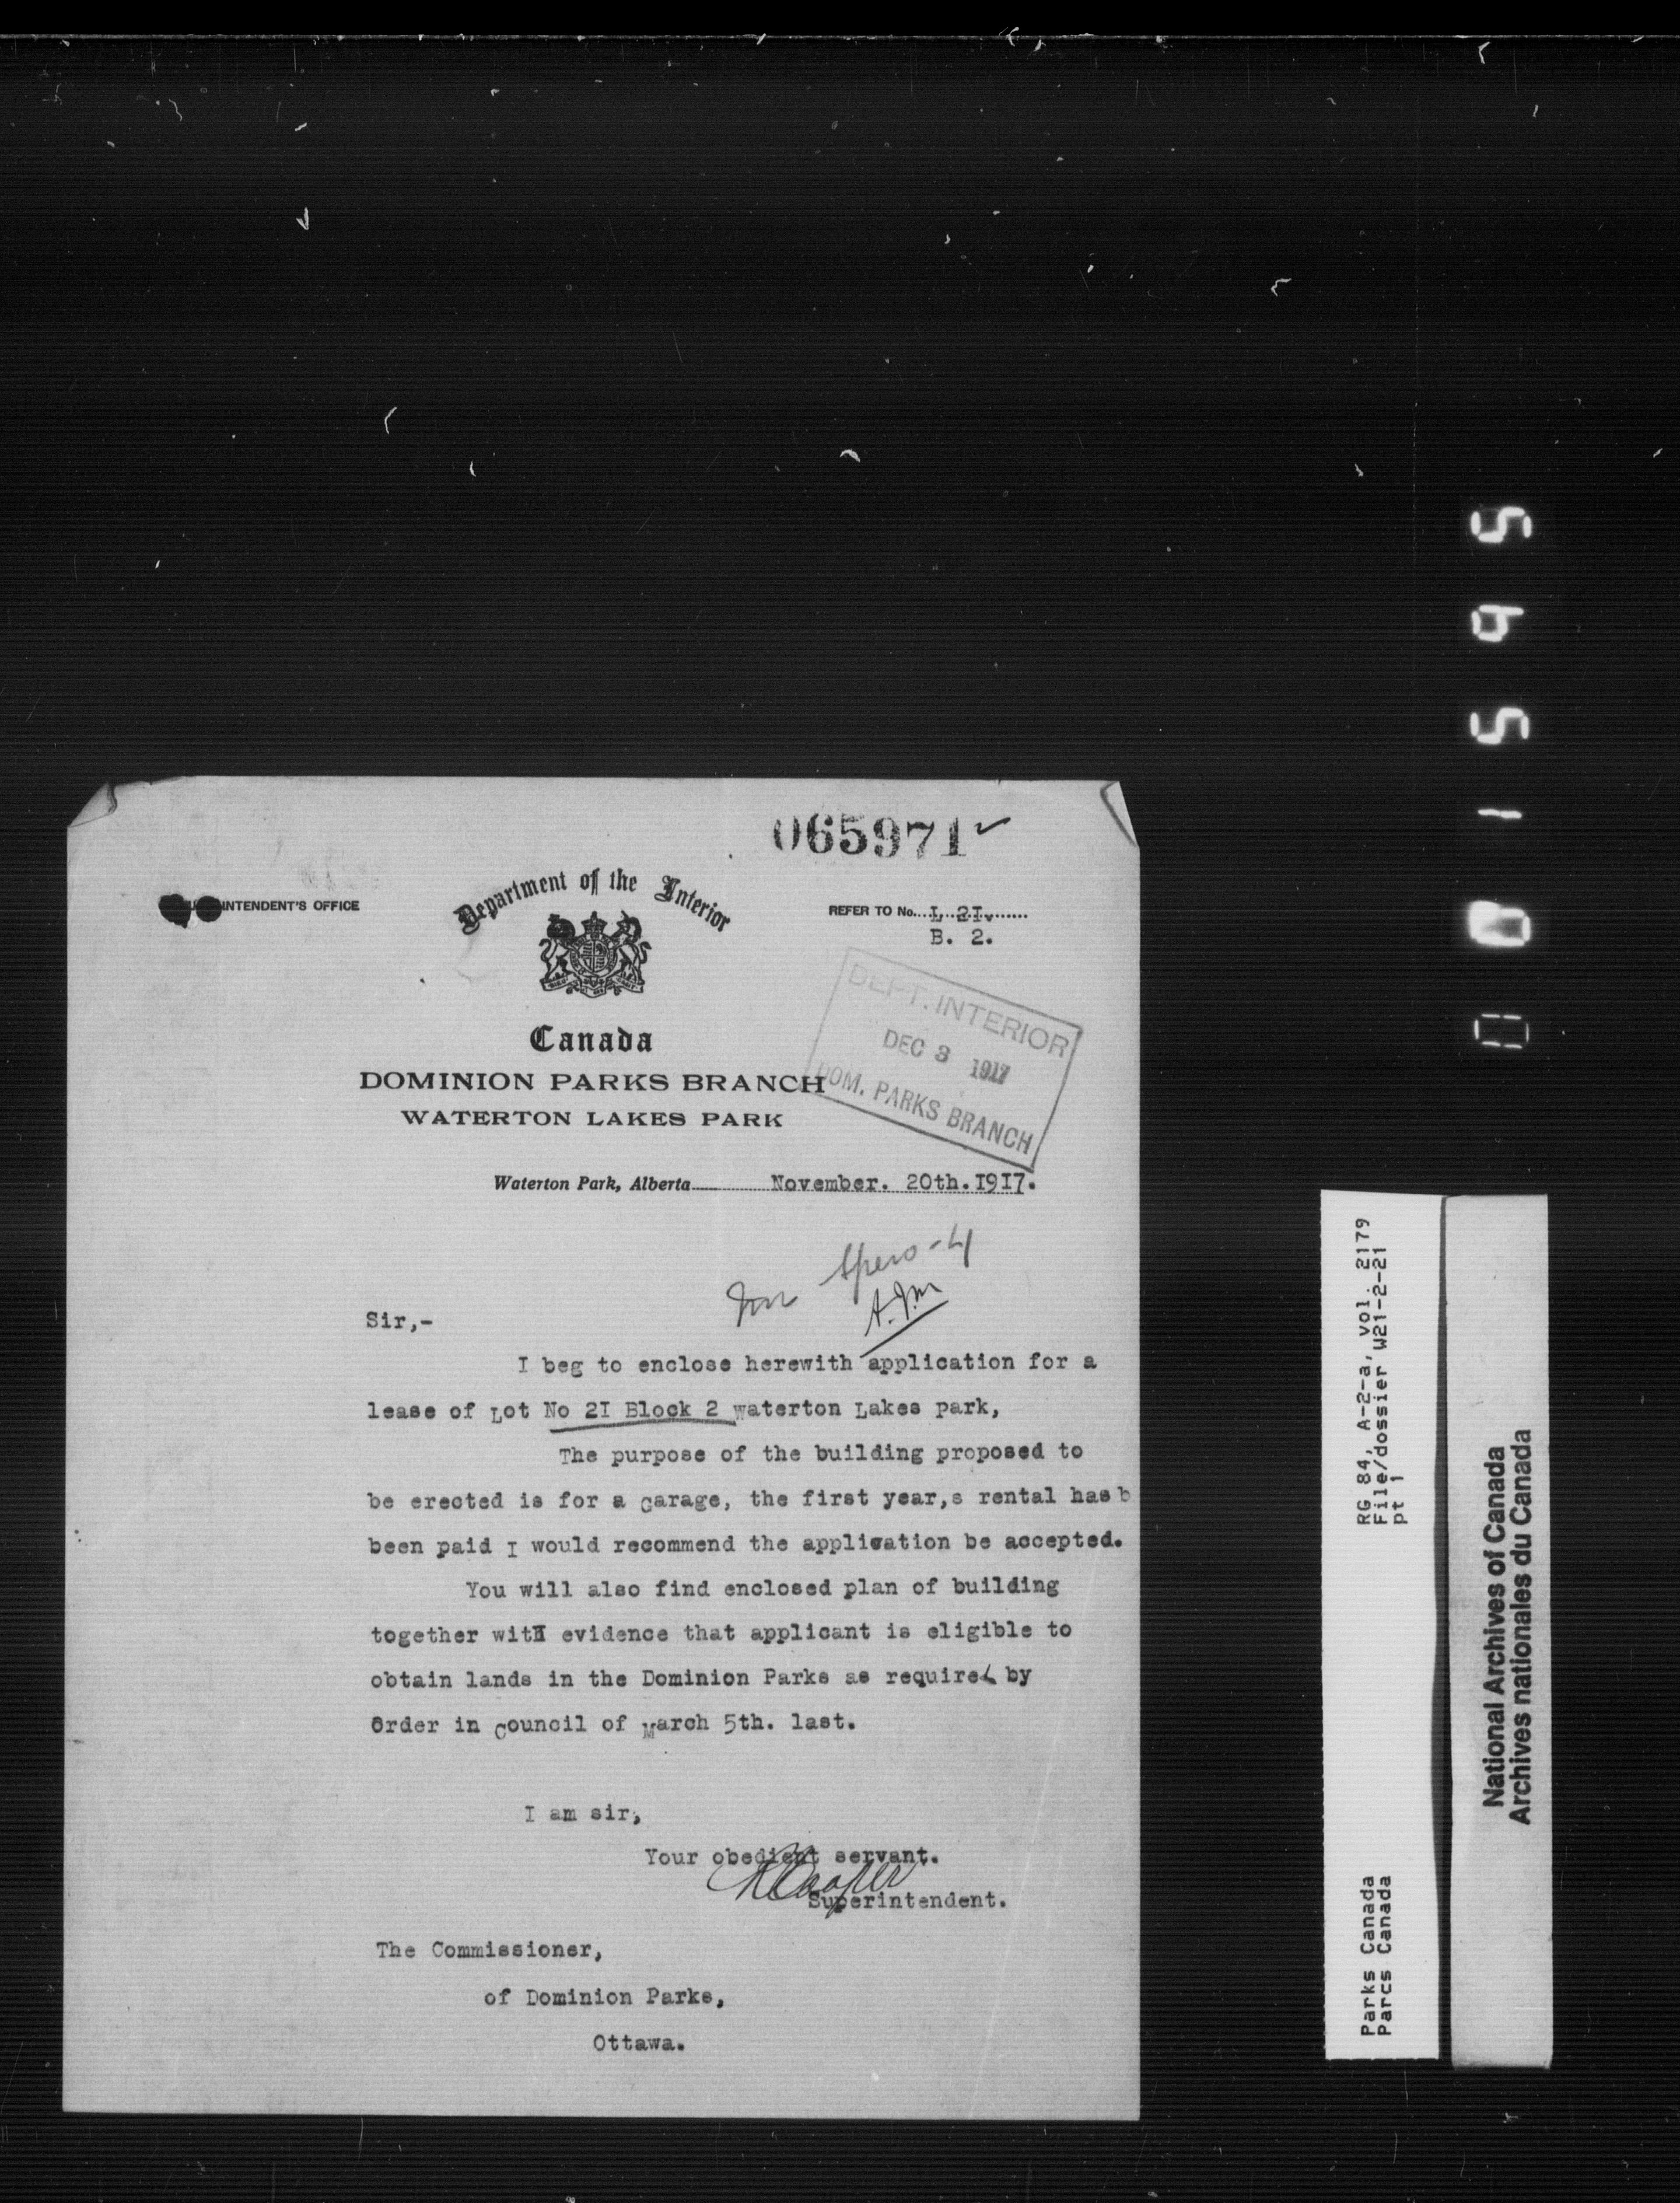 065971
SUPERINTENDENT'S OFFICE
Department of the Interior
REFER TO No. L 2I.
B. 2.
DEPT. INTERIOR
DEC 3 1917
DOM. PARKS BRANCH
Canada
DOMINION PARKS BRANCH
WATERTON LAKES PARK
Waterton Park, Alberta November. 20th.I9I7.
A.J.M
Sir,-
I beg to enclose herewith application for a
lease of Lot No 2I Block 2 Waterton Lakes park,
The purpose of the building proposed to
be erected is for a Garage, the first year,s rental has b
been paid I would recommend the application be accepted.
You will also find enclosed plan of building
together with evidence that applicant is eligible to
obtain lands in the Dominion Parks as required by
Order in Council of March 5th. last.
I am sir,
Your obedient servant.
Cooper
Superintendent.
The Commissioner,
of Dominion Parks,
Ottawa.
RG 84, A-2-a, vol. 2179
File/dossier W21-2-21
pt 1
Parks Canada
Parcs Canada
National Archives of Canada
Archives nationales du Canada
001595